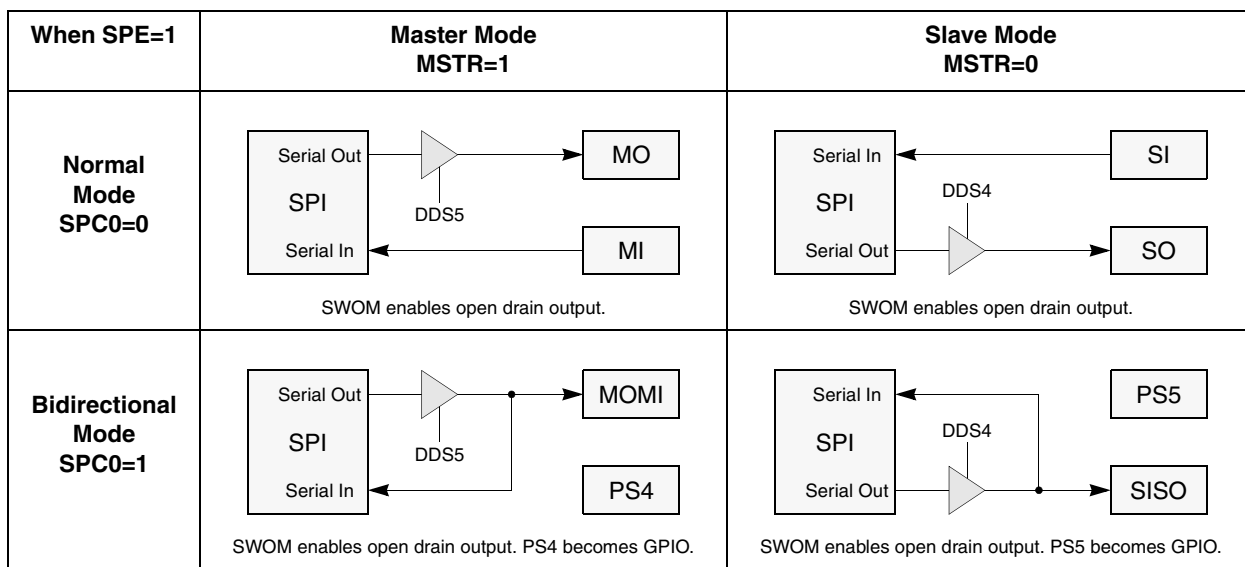 When SPE=1
Master Mode
MSTR=1
Slave Mode
MSTR=0
Normal
Mode
SPC0=0
Serial Out
SPI
Serial In
DDS5
MO
MI
SWOM enables open drain output.
Serial In
SPI
Serial Out
DDS4
SI
SO
SWOM enables open drain output.
Bidirectional
Mode
SPC0=1
Serial Out
SPI
Serial In
DDS5
MOMI
PS4
SWOM enables open drain output. PS4 becomes GPIO.
Serial In
SPI
Serial Out
DDS4
PS5
SISO
SWOM enables open drain output. PS5 becomes GPIO.